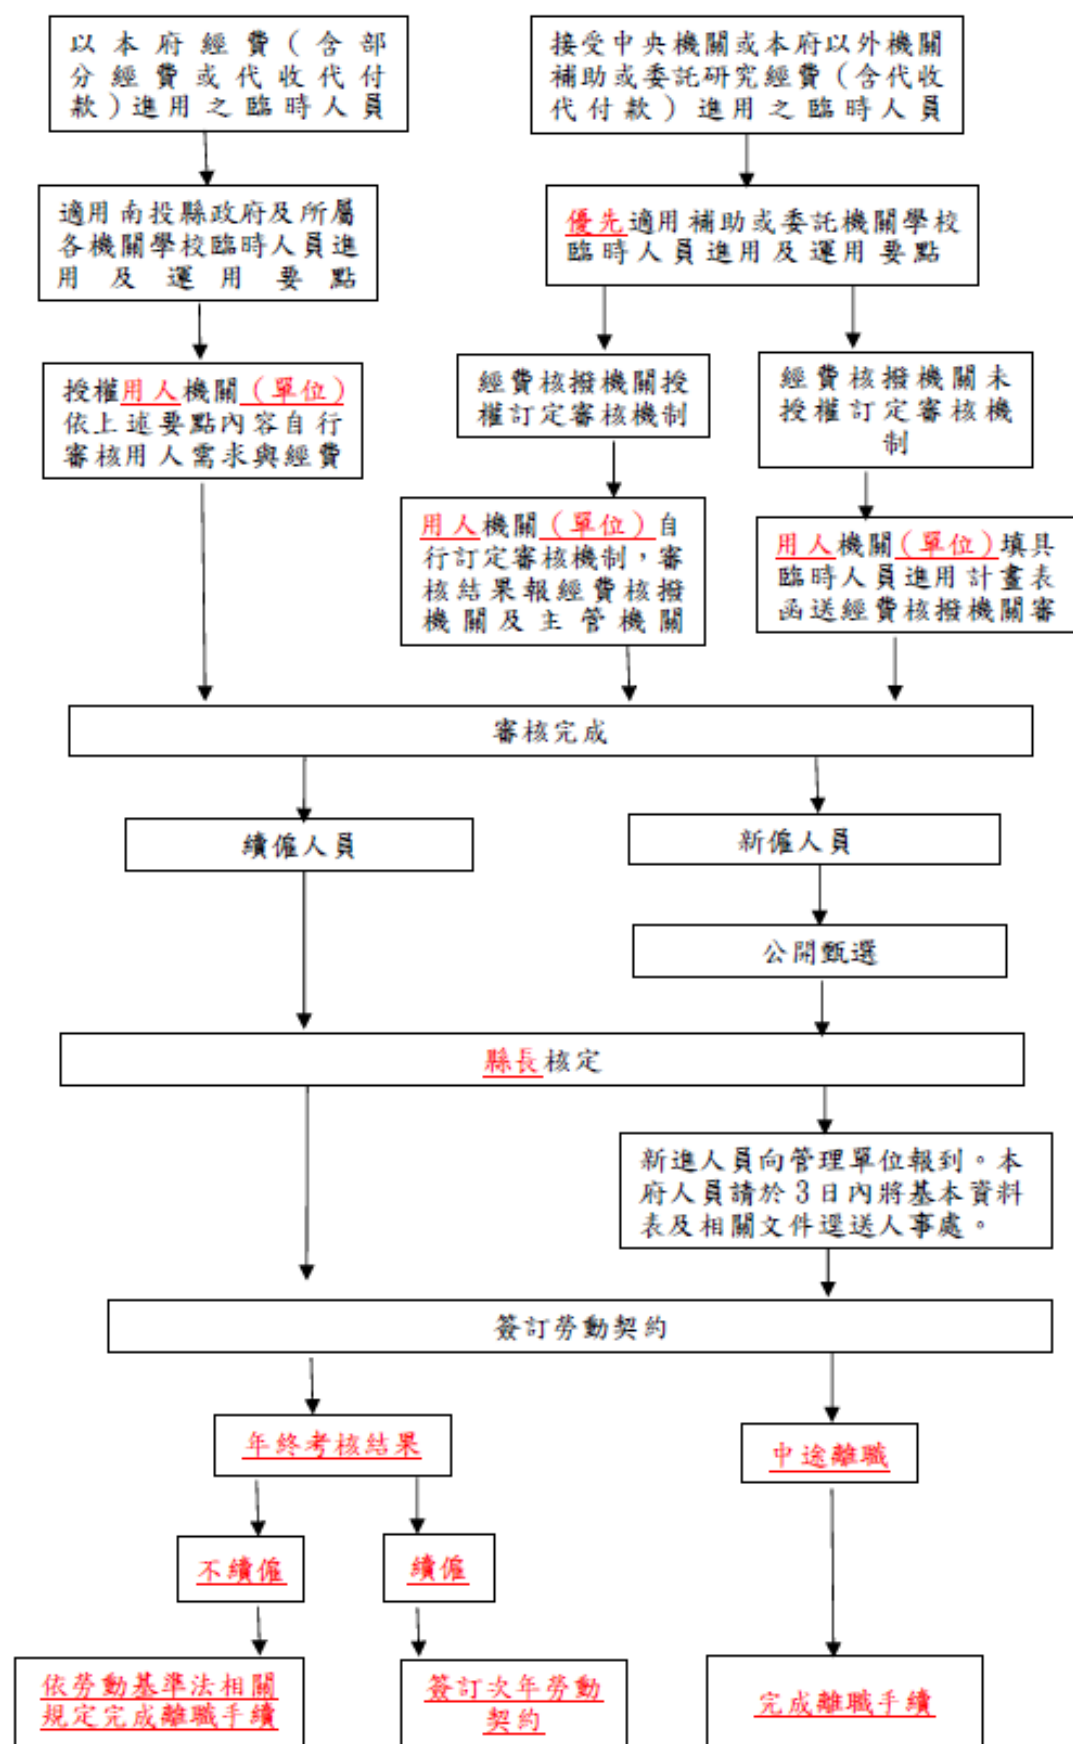 以本府經費(含部
分經費或代收代付
款)進用之臨時人員
接受中央機關或本府以外機關
補助或委託研究經費(含代收
代付款)進用之臨時人員
適用南投縣政府及所屬
各機關學校臨時人員進
用及運用要點
優先適用補助或委託機關學校
臨時人員進用及運用要點
授權用人機關(單位)
依上述要點內容自行
審核用人需求與經費
經費核撥機關授
權訂定審核機制
經費核撥機關未
授權訂定審核機
制
用人機關(單位)自
行訂定審核機制,審
核結果報經費核撥
機關及主管機關
用人機關(單位)填具
臨時人員進用計畫表
函送經費核撥機關審
審核完成
續僱人員
新僱人員
公開甄選
縣長核定
新進人員向管理單位報到。本
府人員請於3日內將基本資料
表及相關文件逕送人事處。
簽訂勞動契約
年終考核結果
中途離職
不續僱
續僱
依勞動基準法相關
規定完成離職手續
簽訂次年勞動
契約
完成離職手續